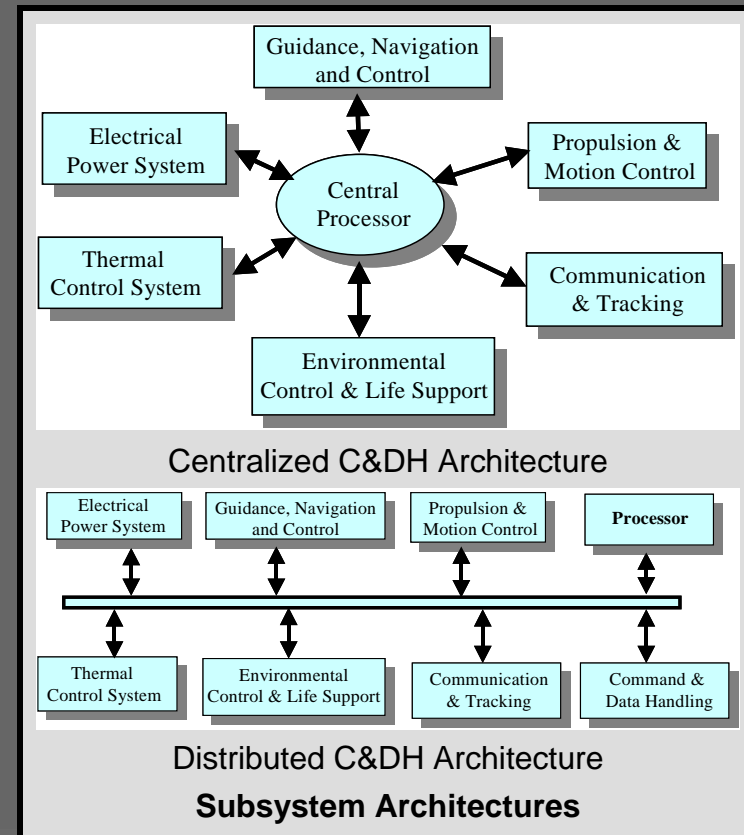 Guidance, Navigation
and Control
Electrical
Power System
Propulsion &
Motion Control
Central
Processor
Thermal
Control System
Communication
& Tracking
Environmental
Control & Life Support
Centralized C&DH Architecture
Electrical
Power System
Guidance, Navigation
and Control
Propulsion &
Motion Control
Processor
Thermal
Control System
Environmental
Control & Life Support
Communication
& Tracking
Command &
Data Handling
Distributed C&DH Architecture
Subsystem Architectures